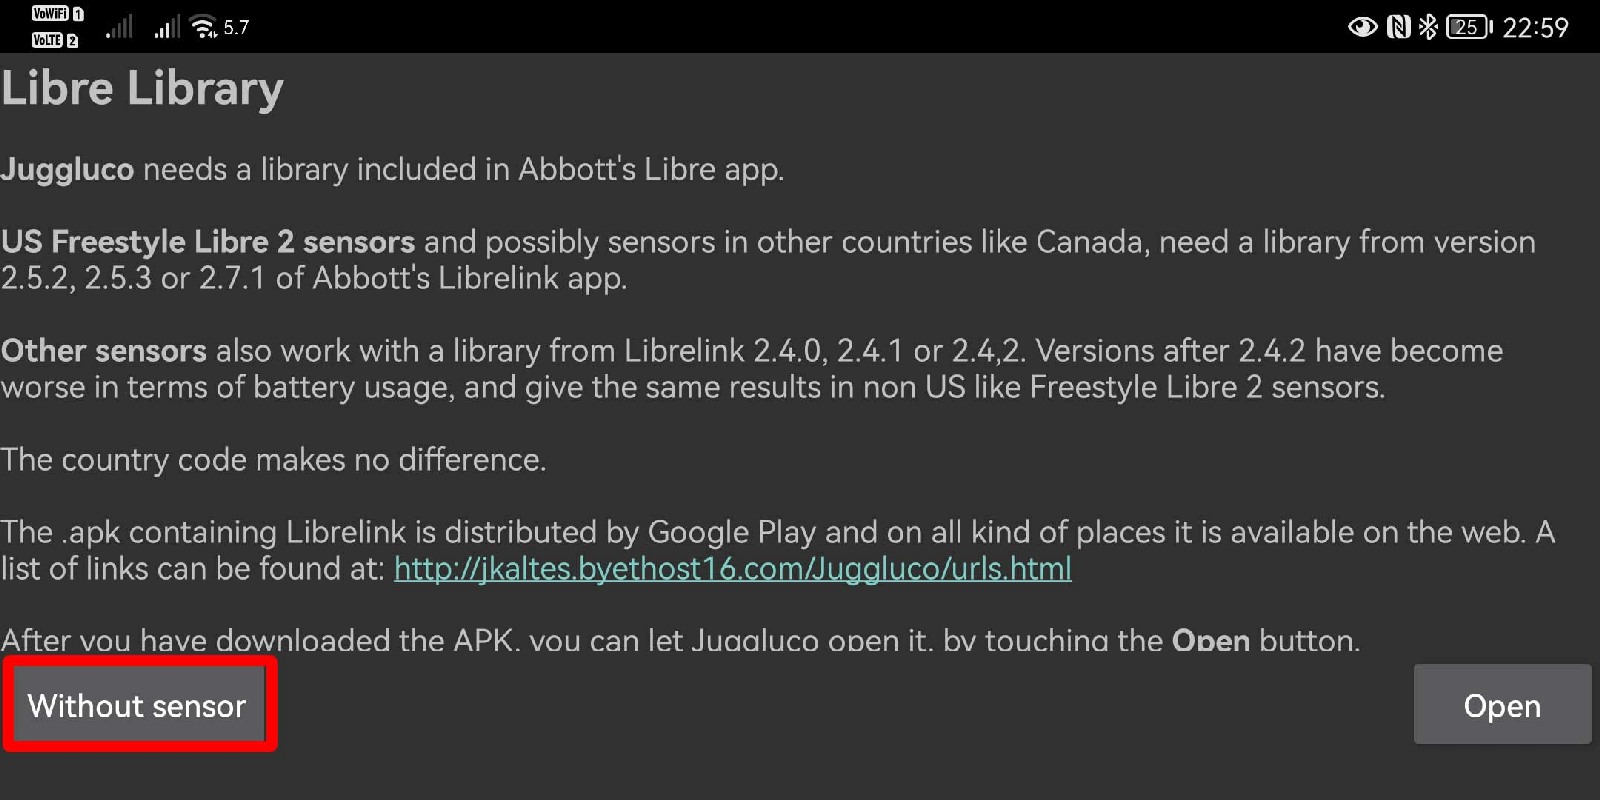 VoWiFi 1
VoLTE 2
5.7
25
22:59
Libre Library
Juggluco needs a library included in Abbott's Libre app.
US Freestyle Libre 2 sensors and possibly sensors in other countries like Canada, need a library from version
2.5.2, 2.5.3 or 2.7.1 of Abbott's Librelink app.
Other sensors also work with a library from Librelink 2.4.0, 2.4.1 or 2.4,2. Versions after 2.4.2 have become
worse in terms of battery usage, and give the same results in non US like Freestyle Libre 2 sensors.
The country code makes no difference.
The .apk containing Librelink is distributed by Google Play and on all kind of places it is available on the web. A
list of links can be found at: http://jkaltes.byethost16.com/Juggluco/urls.html
After you have downloaded the APK, you can let Juggluco open it, by touching the Open button.
Without sensor
Open